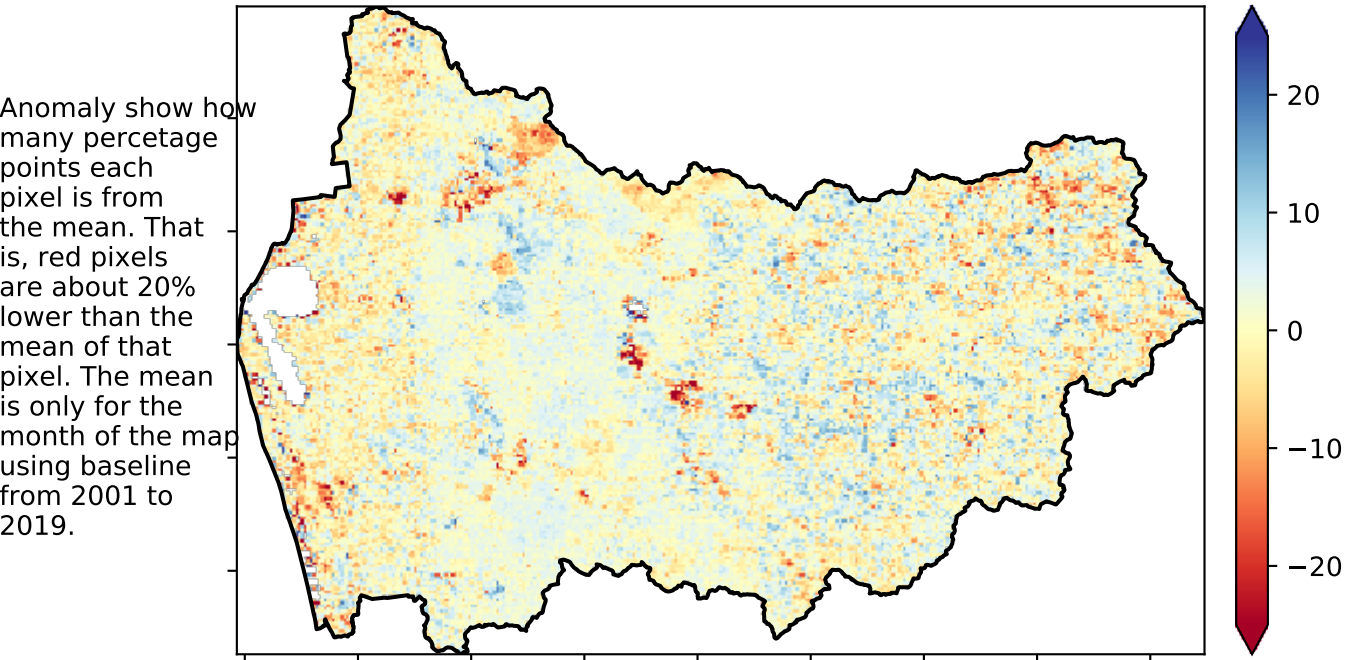 Anomaly show how
many percetage
points each
pixel is from
the mean. That
is, red pixels
are about 20%
lower than the
mean of that
pixel. The mean
is only for the
month of the map
using baseline
from 2001 to
2019.
20
10
0
−10
−20